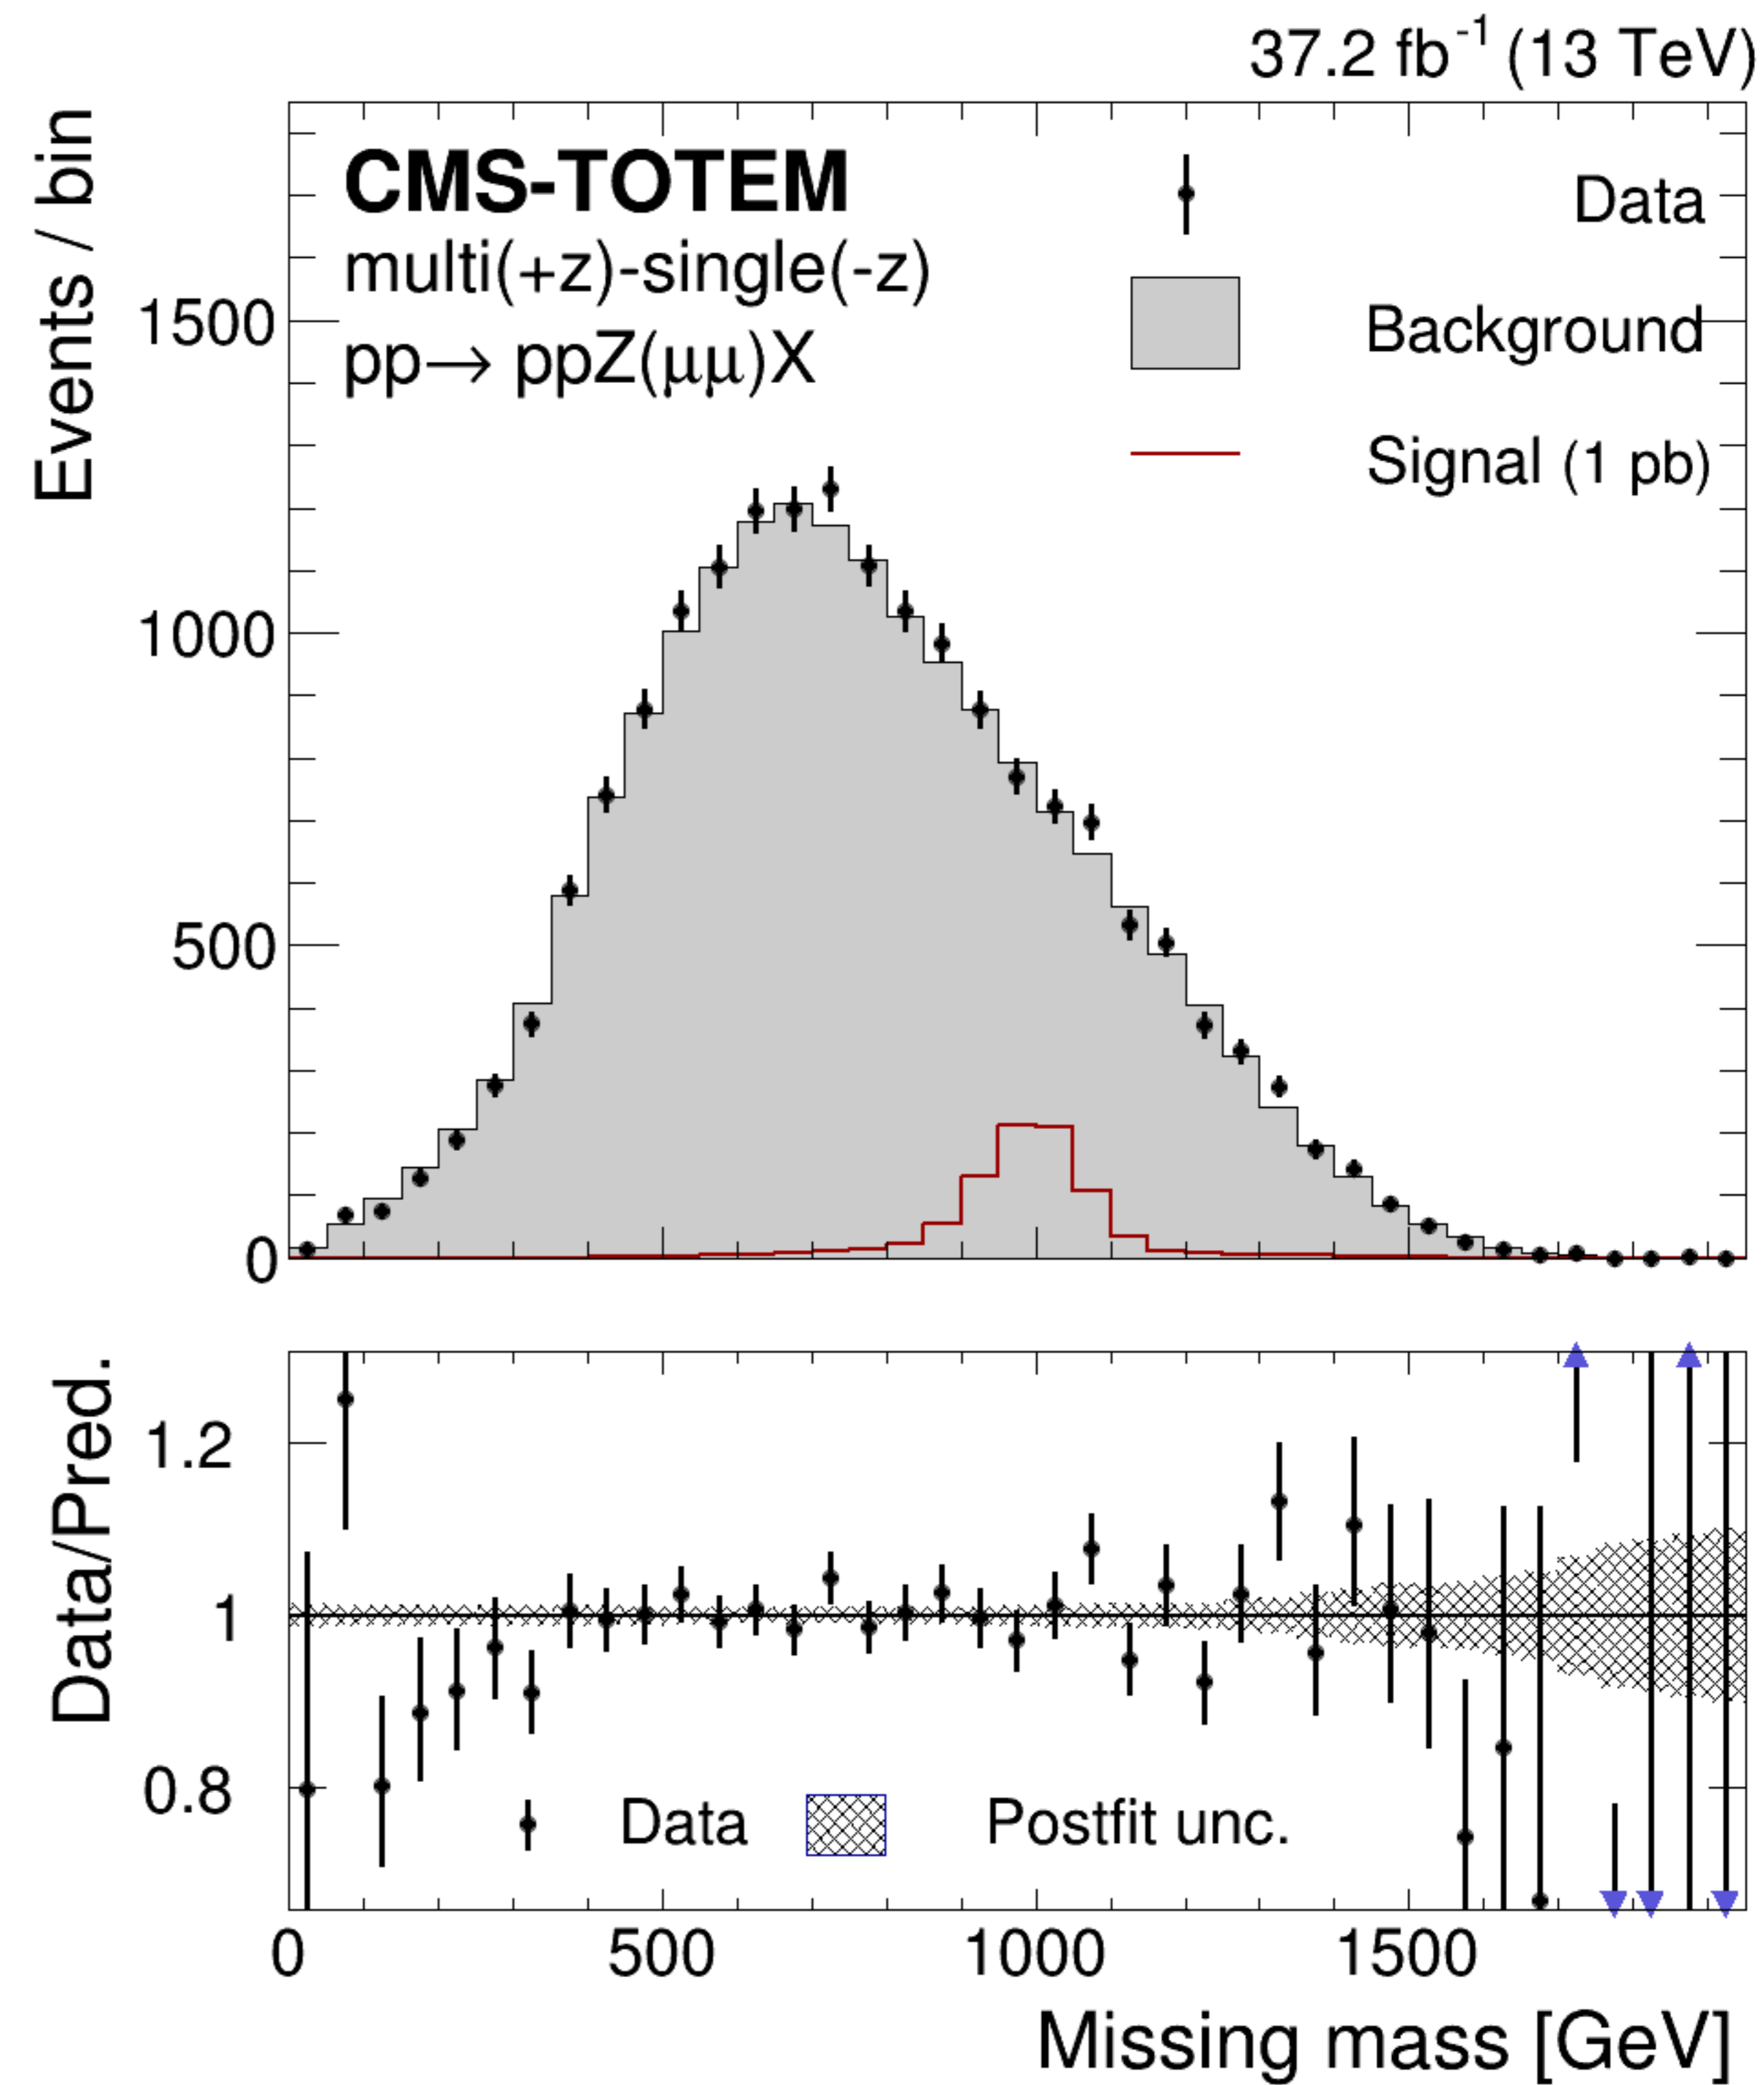 37.2 fb⁻¹ (13 TeV)
Events / bin
CMS-TOTEM
multi(+z)-single(-z)
pp→ ppZ(μμ)X
Data
Background
Signal (1 pb)
1500
1000
500
0
Data/Pred.
1.2
1
0.8
Data
Postfit unc.
0 500 1000 1500
Missing mass [GeV]